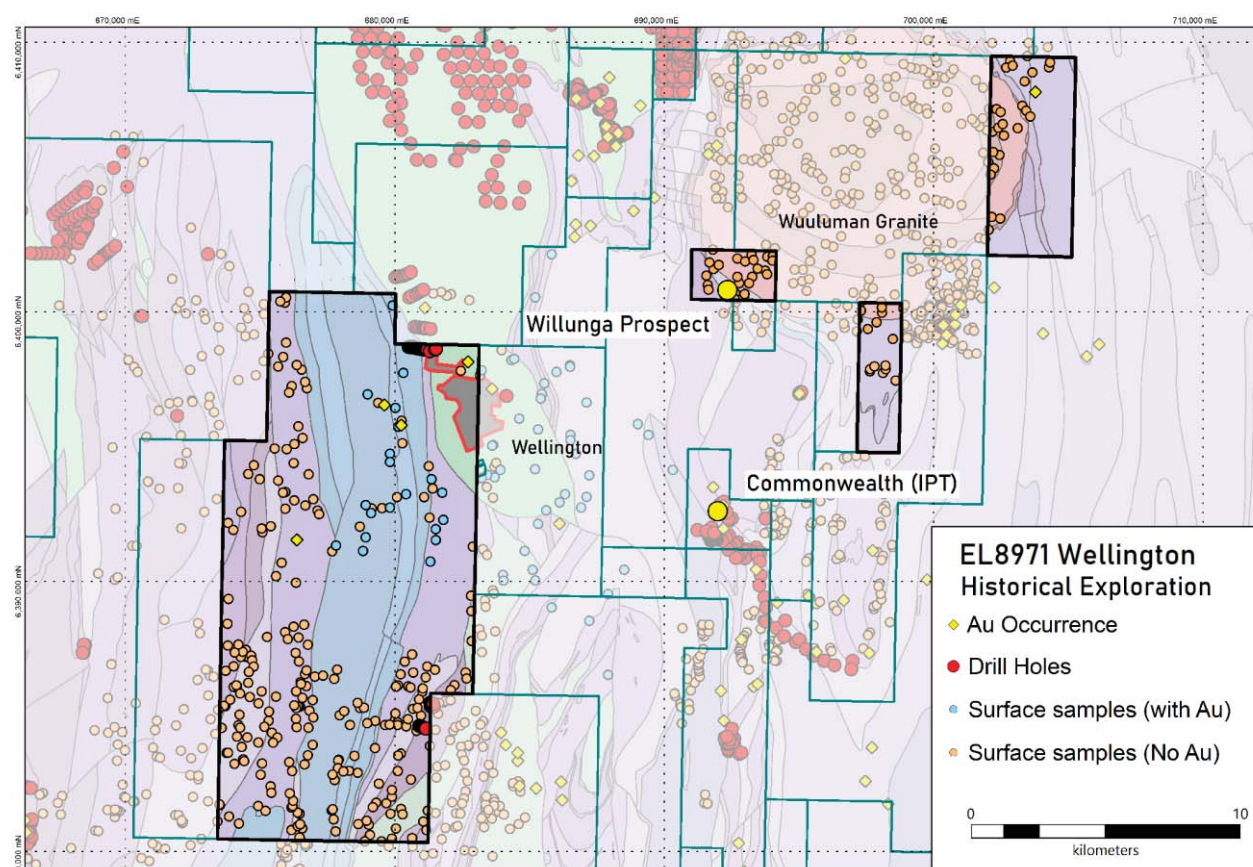 670,000 mE
680,000 mE
690,000 mE
700,000 mE
710,000 mE
6,410,000 mN
6,400,000 mN
6,390,000 mN
Wuuluman Granite
Willunga Prospect
Wellington
Commonwealth (IPT)
EL8971 Wellington
Historical Exploration
Au Occurrence
Drill Holes
Surface samples (with Au)
Surface samples (No Au)
0
10
kilometers